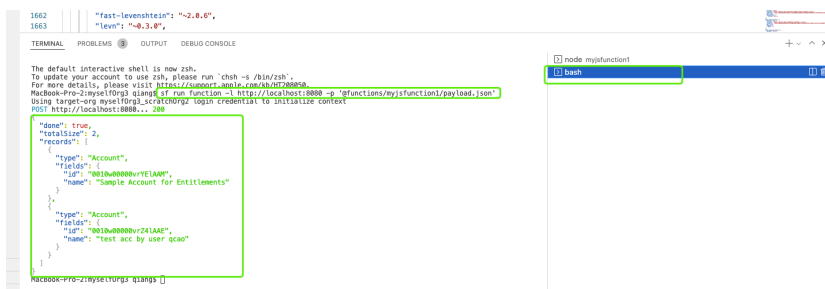 1662 "fast-levenshtein": "~2.0.6",
1663 "levn": "~0.3.0",
TERMINAL PROBLEMS 3 OUTPUT DEBUG CONSOLE
node myjsfunction1
bash
The default interactive shell is now zsh.
To update your account to use zsh, please run `chsh -s /bin/zsh`.
For more details, please visit https://support.apple.com/kb/HT208050.
MacBook-Pro-2:myselfOrg3 qiang$ sf run function -l http://localhost:8080 -p '@functions/myjsfunction1/payload.json'
Using target-org myselfOrg3_scratchOrg2 login credential to initialize context
POST http://localhost:8080... 200
{
"done": true,
"totalSize": 2,
"records": [
{
"type": "Account",
"fields": {
"id": "0010w00000vrYElAAM",
"name": "Sample Account for Entitlements"
}
},
{
"type": "Account",
"fields": {
"id": "0010w00000vrZ4lAAE",
"name": "test acc by user qcao"
}
}
]
}
MacBook-Pro-2:myselfOrg3 qiang$